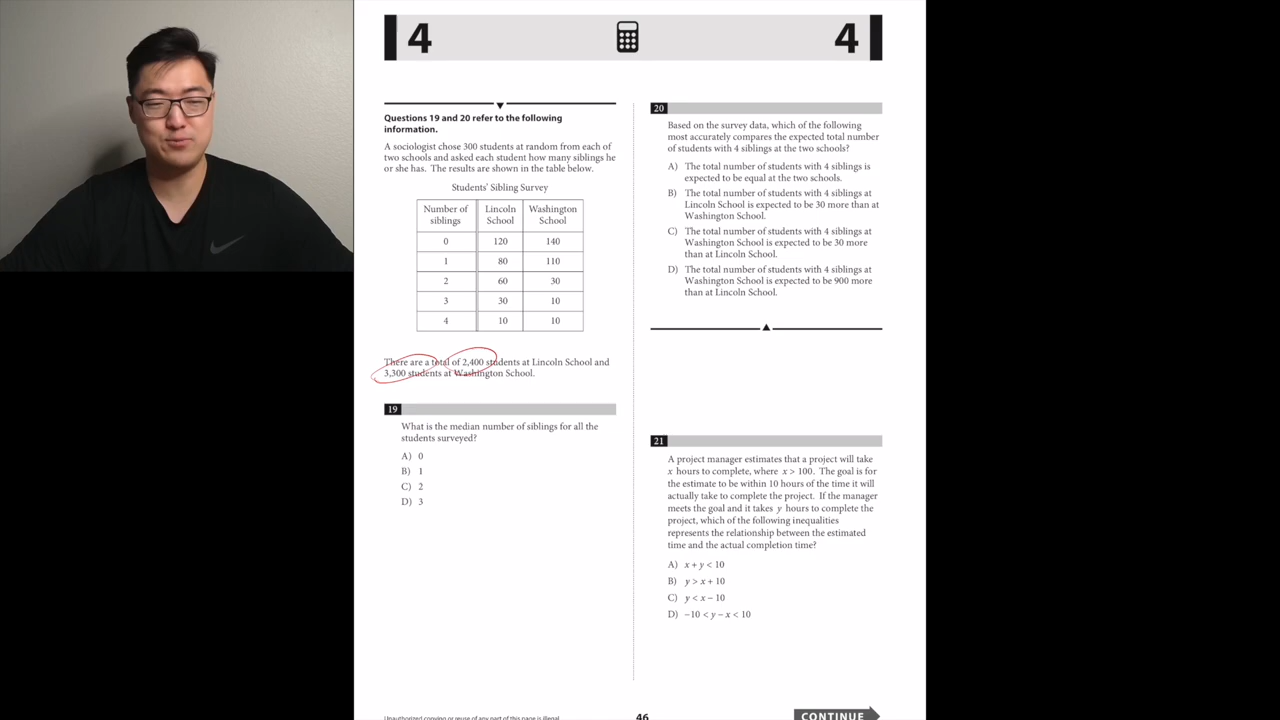 4
4
Questions 19 and 20 refer to the following
information.
A sociologist chose 300 students at random from each of
two schools and asked each student how many siblings he
or she has. The results are shown in the table below.
Students' Sibling Survey
Number of siblings Lincoln School Washington School
0 120 140
1 80 110
2 60 30
3 30 10
4 10 10
There are a total of 2,400 students at Lincoln School and
3,300 students at Washington School.
19
What is the median number of siblings for all the
students surveyed?
A) 0
B) 1
C) 2
D) 3
20
Based on the survey data, which of the following
most accurately compares the expected total number
of students with 4 siblings at the two schools?
A) The total number of students with 4 siblings is
expected to be equal at the two schools.
B) The total number of students with 4 siblings at
Lincoln School is expected to be 30 more than at
Washington School.
C) The total number of students with 4 siblings at
Washington School is expected to be 30 more
than at Lincoln School.
D) The total number of students with 4 siblings at
Washington School is expected to be 900 more
than at Lincoln School.
21
A project manager estimates that a project will take
x hours to complete, where x > 100. The goal is for
the estimate to be within 10 hours of the time it will
actually take to complete the project. If the manager
meets the goal and it takes y hours to complete the
project, which of the following inequalities
represents the relationship between the estimated
time and the actual completion time?
A) x + y < 10
B) y > x + 10
C) y < x − 10
D) −10 < y − x < 10
Unauthorized copying or reuse of any part of this page is illegal.
46
CONTINUE